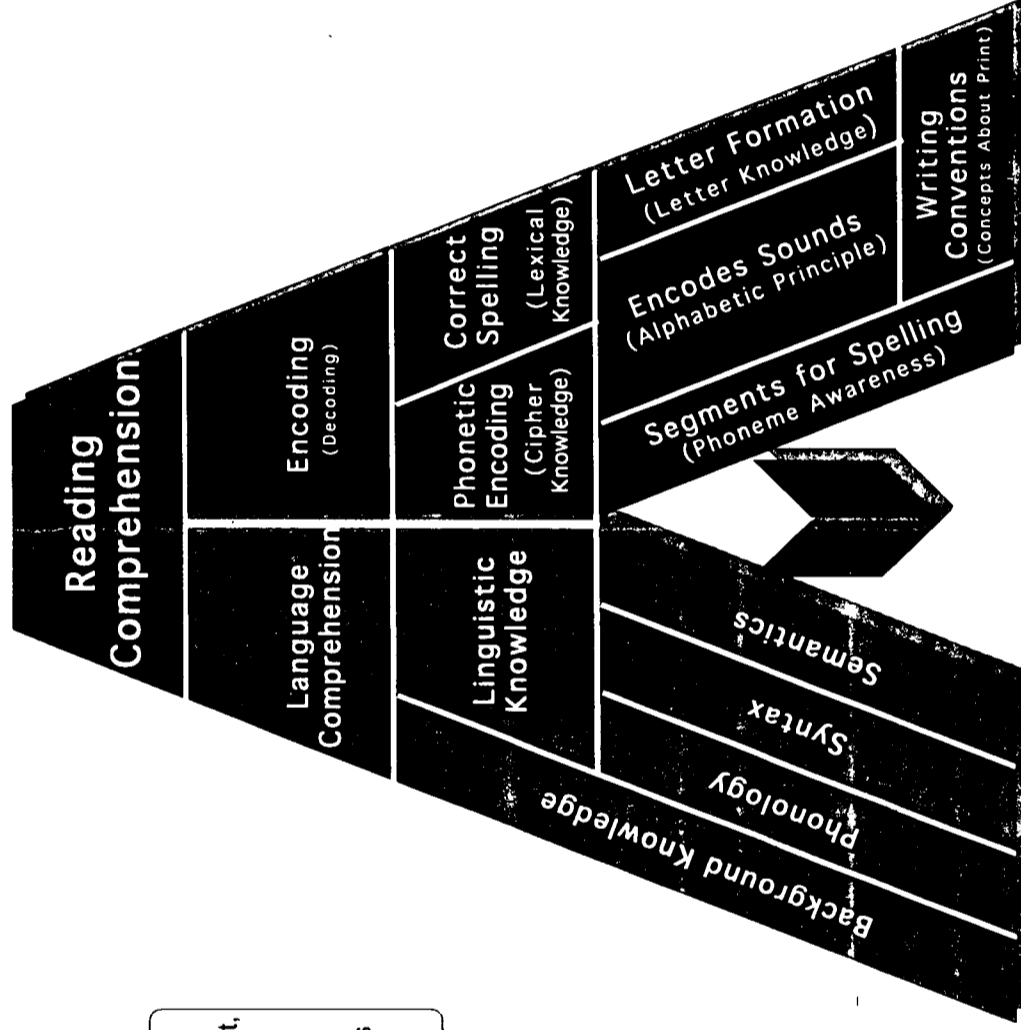 Reading
Comprehension
Language
Comprehension
Encoding
(Decoding)
Background Knowledge
Linguistic
Knowledge
Phonetic
Encoding
(Cipher
Knowledge)
Correct
Spelling
(Lexical
Knowledge)
Phonology
Syntax
Semantics
Segments for Spelling
(Phoneme Awareness)
Encodes Sounds
(Alphabetic Principle)
Letter Formation
(Letter Knowledge)
Writing
Conventions
(Concepts About Print)